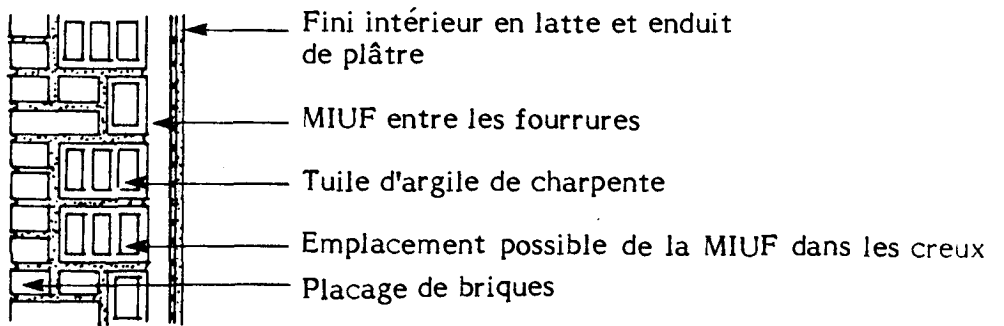 Fini intérieur en latte et enduit
de plâtre
MIUF entre les fourrures
Tuile d'argile de charpente
Emplacement possible de la MIUF dans les creux
Placage de briques